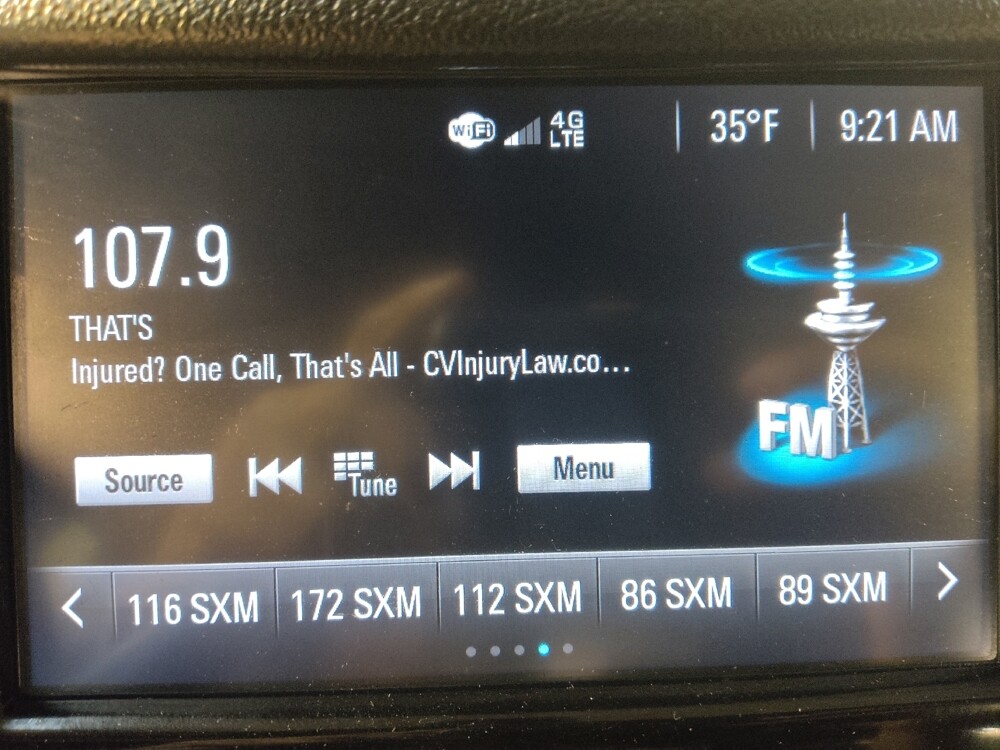 WiFi 4G LTE 35°F 9:21 AM
107.9
THAT'S
Injured? One Call, That's All - CVInjuryLaw.co...
FM
Source Tune Menu
116 SXM 172 SXM 112 SXM 86 SXM 89 SXM